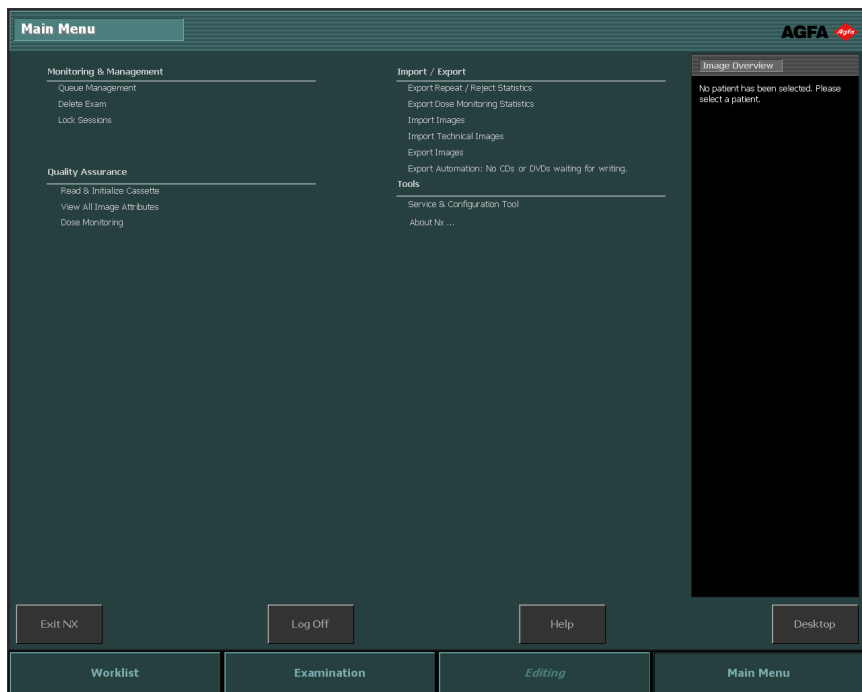 Main Menu
AGFA
Agfa
Monitoring & Management
Queue Management
Delete Exam
Lock Sessions
Quality Assurance
Read & Initialize Cassette
View All Image Attributes
Dose Monitoring
Import / Export
Export Repeat / Reject Statistics
Export Dose Monitoring Statistics
Import Images
Import Technical Images
Export Images
Export Automation: No CDs or DVDs waiting for writing.
Tools
Service & Configuration Tool
About Nx ...
Image Overview
No patient has been selected. Please
select a patient.
Exit NX
Log Off
Help
Desktop
Worklist
Examination
Editing
Main Menu